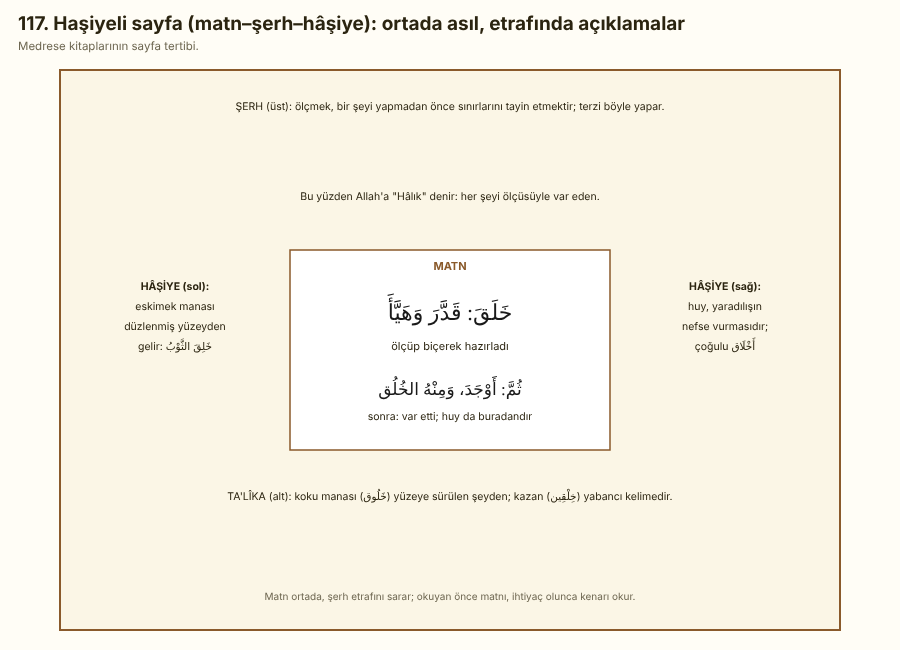 117. Haşiyeli sayfa (matn–şerh–hâşiye): ortada asıl, etrafında açıklamalar
Medrese kitaplarının sayfa tertibi.
ŞERH (üst): ölçmek, bir şeyi yapmadan önce sınırlarını tayin etmektir; terzi böyle yapar.
Bu yüzden Allah'a "Hâlık" denir: her şeyi ölçüsüyle var eden.
HÂŞİYE (sol):
eskimek manası
düzlenmiş yüzeyden
gelir: خَلِقَ الثَّوْبُ
MATN
خَلَقَ: قَدَّرَ وَهَيَّأَ
ölçüp biçerek hazırladı
ثُمَّ: أَوْجَدَ، وَمِنْهُ الخُلُق
sonra: var etti; huy da buradandır
HÂŞİYE (sağ):
huy, yaradılışın
nefse vurmasıdır;
çoğulu أَخْلَاق
TA'LÎKA (alt): koku manası (خَلُوق) yüzeye sürülen şeyden; kazan (خِلْقِين) yabancı kelimedir.
Matn ortada, şerh etrafını sarar; okuyan önce matnı, ihtiyaç olunca kenarı okur.